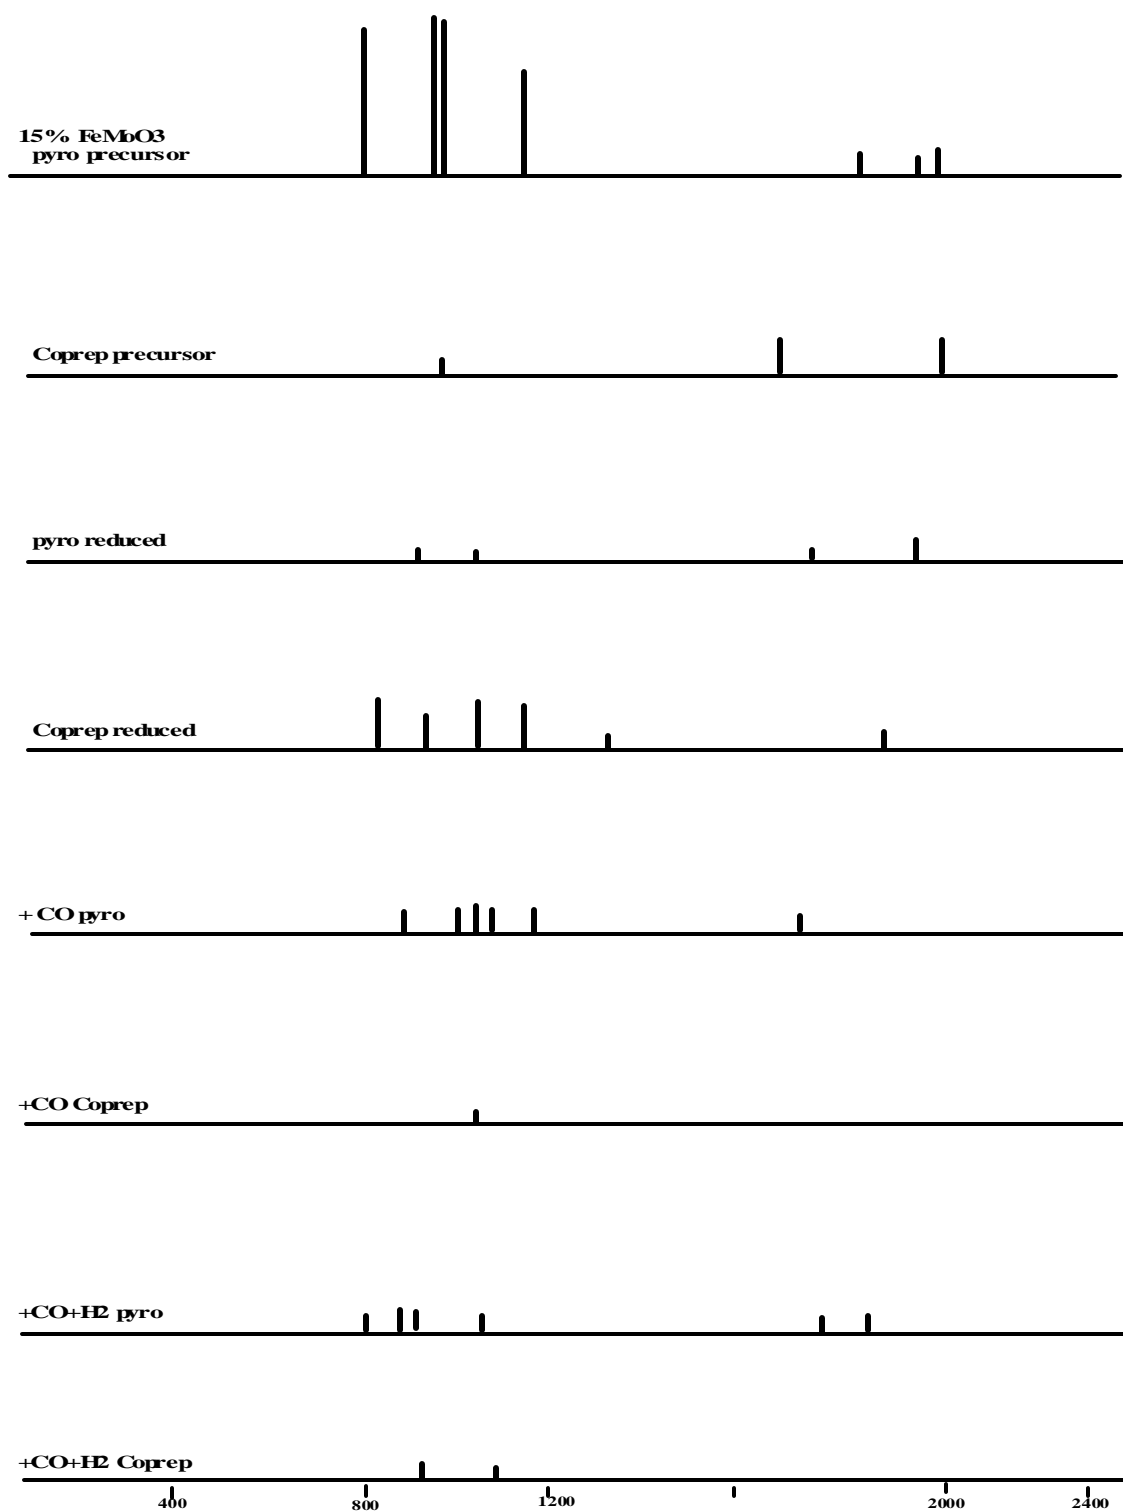 15% FeMoO3
pyro precursor
Coprep precursor
pyro reduced
Coprep reduced
+ CO pyro
+CO Coprep
+CO+H2 pyro
+CO+H2 Coprep
400 800 1200 2000 2400